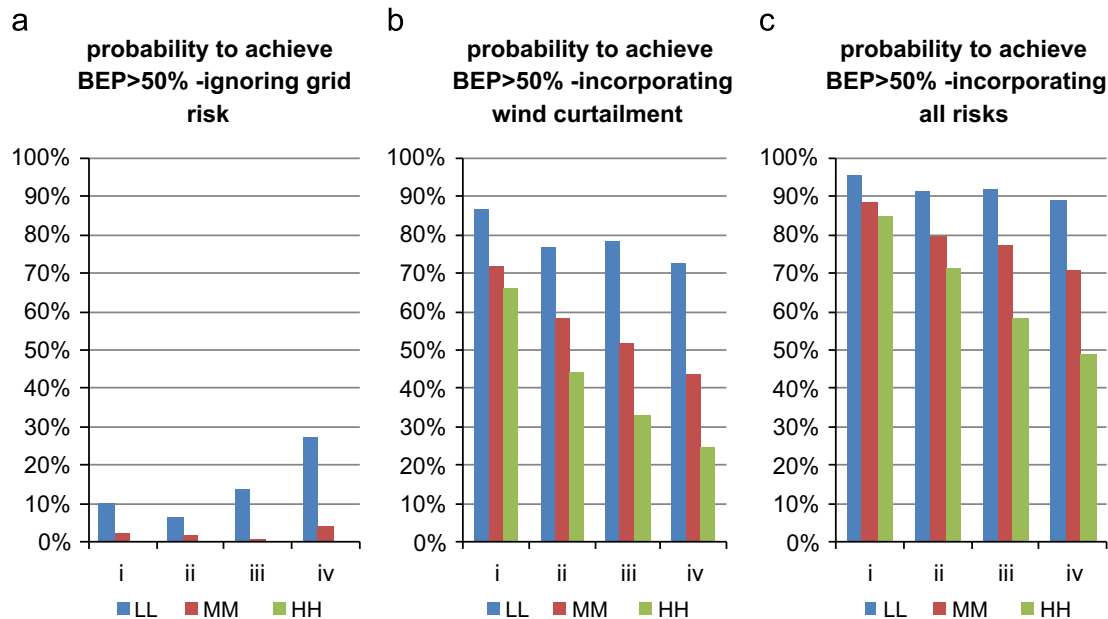 a
probability to achieve
BEP>50% -ignoring grid
risk
100%
90%
80%
70%
60%
50%
40%
30%
20%
10%
0%
i ii iii iv
LL MM HH
b
probability to achieve
BEP>50% -incorporating
wind curtailment
100%
90%
80%
70%
60%
50%
40%
30%
20%
10%
0%
i ii iii iv
LL MM HH
c
probability to achieve
BEP>50% -incorporating
all risks
100%
90%
80%
70%
60%
50%
40%
30%
20%
10%
0%
i ii iii iv
LL MM HH